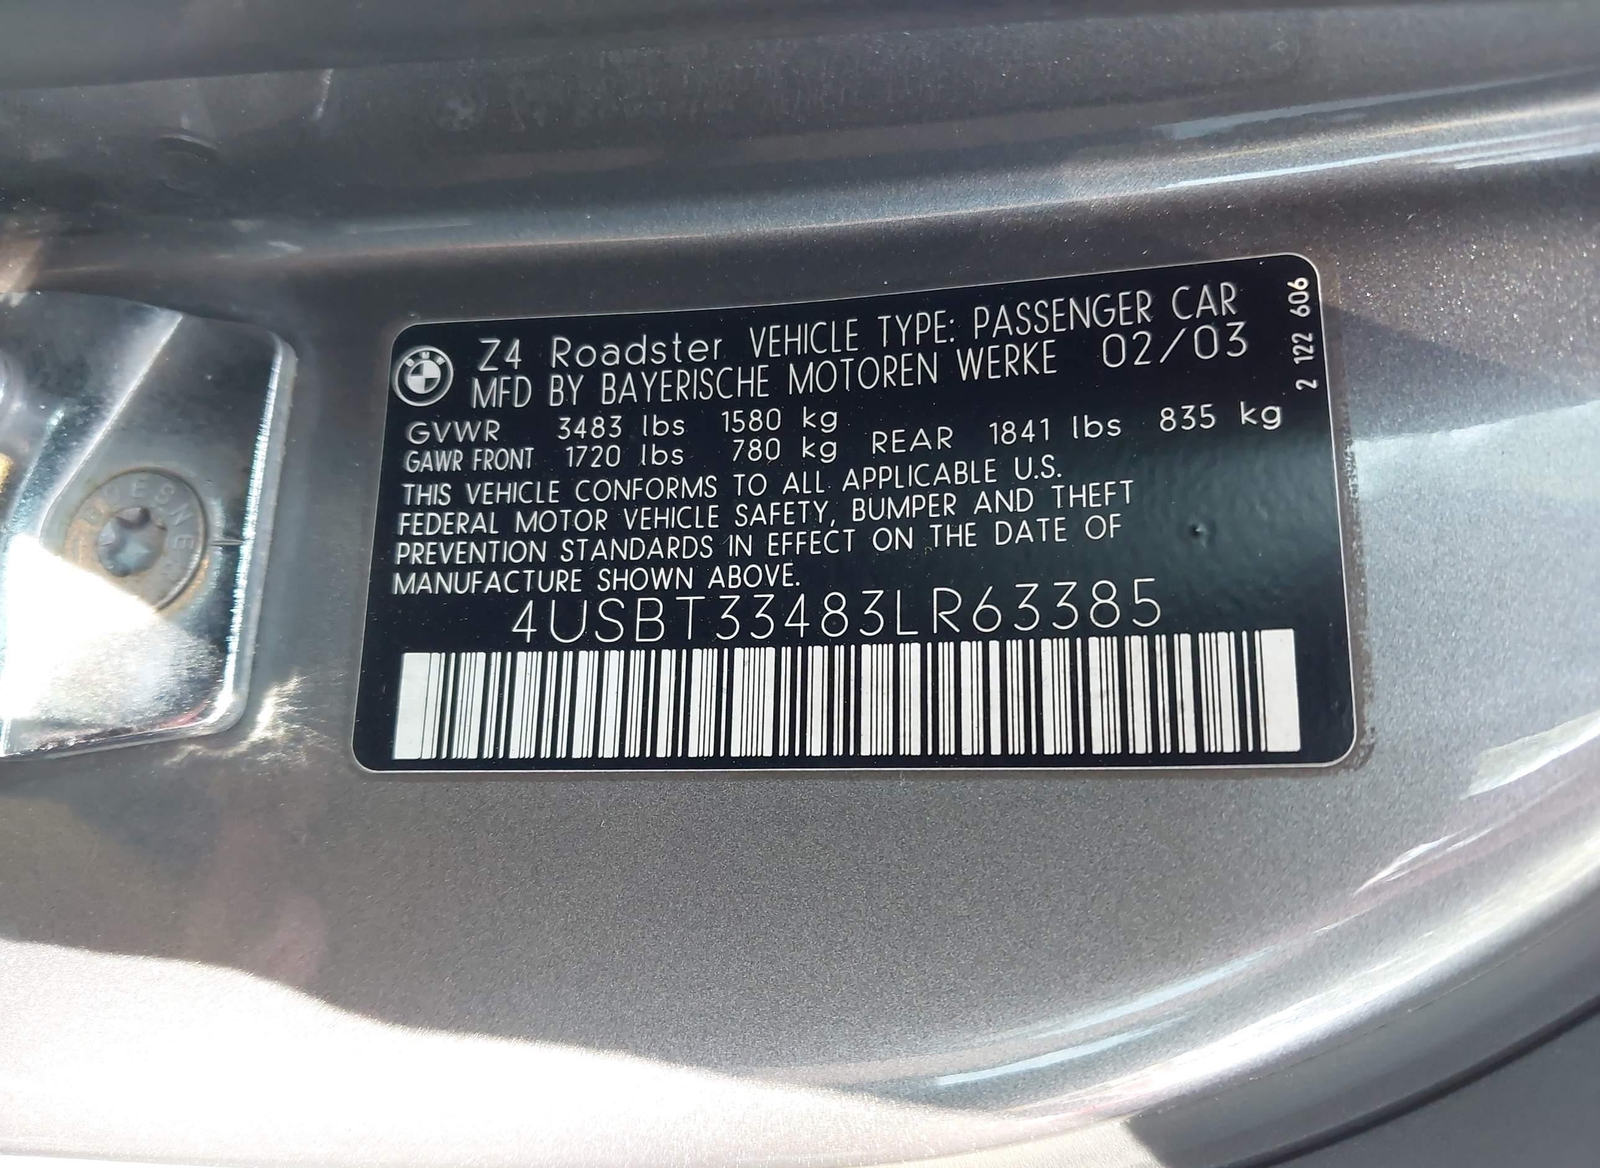 Z4 Roadster VEHICLE TYPE: PASSENGER CAR
MFD BY BAYERISCHE MOTOREN WERKE 02/03
GVWR 3483 lbs 1580 kg
GAWR FRONT 1720 lbs 780 kg REAR 1841 lbs 835 kg
THIS VEHICLE CONFORMS TO ALL APPLICABLE U.S.
FEDERAL MOTOR VEHICLE SAFETY, BUMPER AND THEFT
PREVENTION STANDARDS IN EFFECT ON THE DATE OF
MANUFACTURE SHOWN ABOVE.
4USBT33483LR63385
2 122 606
BMW